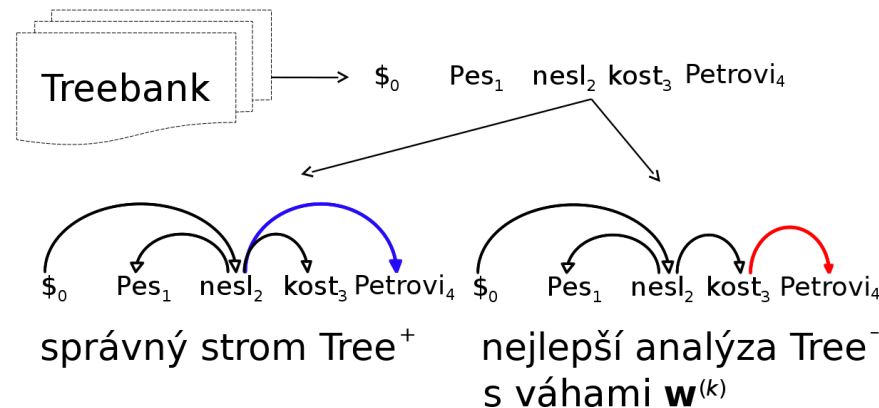 Treebank
$₀ Pes₁ nesl₂ kost₃ Petrovi₄
$₀ Pes₁ nesl₂ kost₃ Petrovi₄
$₀ Pes₁ nesl₂ kost₃ Petrovi₄
správný strom Tree⁺
nejlepší analýza Tree⁻
s váhami w⁽ᵏ⁾